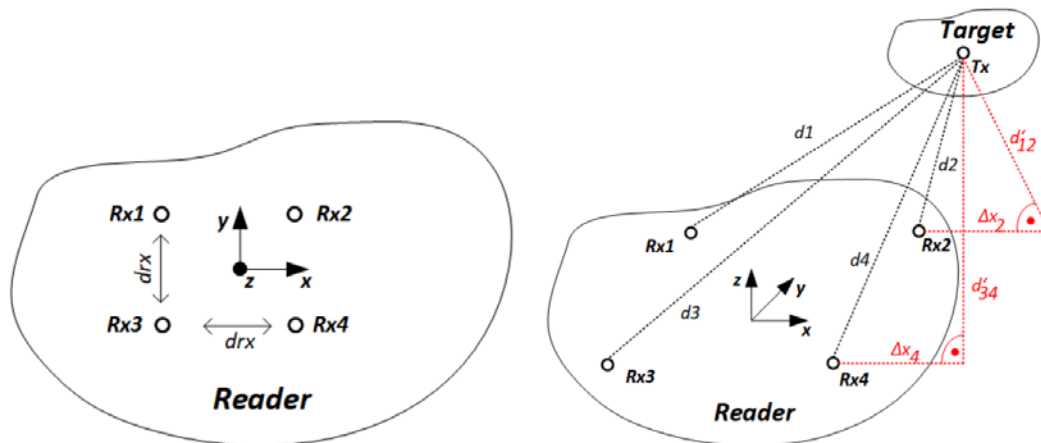 Rx1
Rx2
y
drx
z
x
Rx3
Rx4
drx
Reader
Target
Tx
d1
d2
d'12
Δx2
Rx1
Rx2
d4
d'34
z
y
x
d3
Δx4
Rx3
Rx4
Reader